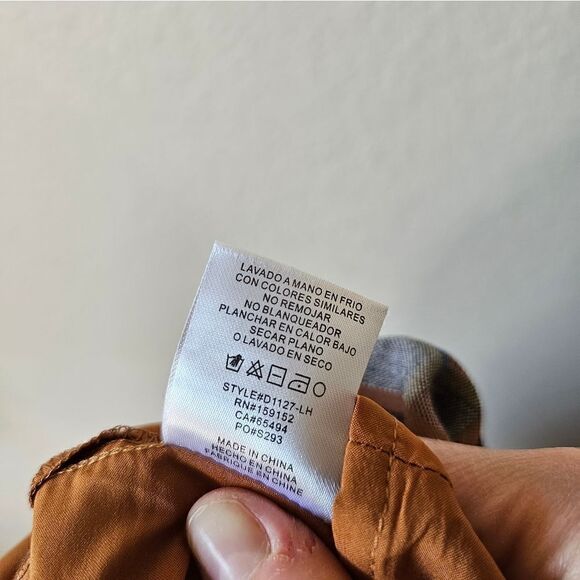 LAVADO A MANO EN FRIO
CON COLORES SIMILARES
NO REMOJAR
NO BLANQUEADOR
PLANCHAR EN CALOR BAJO
SECAR PLANO
O LAVADO EN SECO
STYLE#D1127-LH
RN#159152
CA#65494
PO#S293
MADE IN CHINA
HECHO EN CHINA
FABRIQUÉ EN CHINE